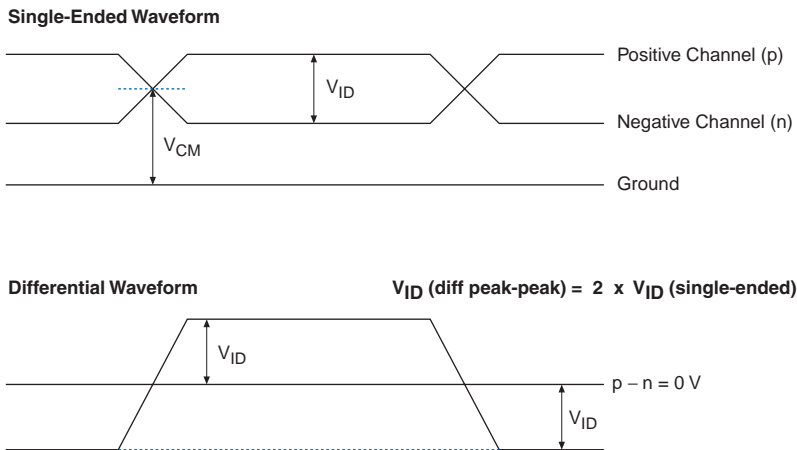 Single-Ended Waveform
Positive Channel (p)
VID
Negative Channel (n)
VCM
Ground
Differential Waveform
VID (diff peak-peak) = 2 x VID (single-ended)
VID
p − n = 0 V
VID